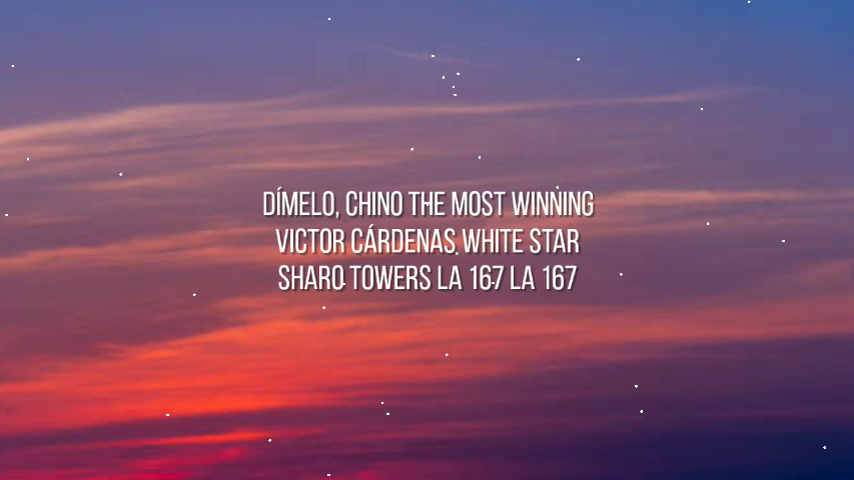 DÍMELO, CHINO THE MOST WINNING
VICTOR CÁRDENAS WHITE STAR
SHARO TOWERS LA 167 LA 167